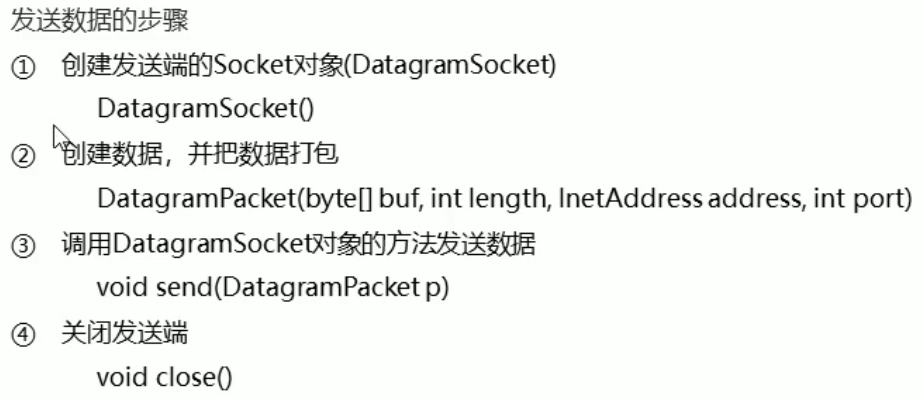 发送数据的步骤
① 创建发送端的Socket对象(DatagramSocket)
DatagramSocket()
② 创建数据，并把数据打包
DatagramPacket(byte[] buf, int length, InetAddress address, int port)
③ 调用DatagramSocket对象的方法发送数据
void send(DatagramPacket p)
④ 关闭发送端
void close()